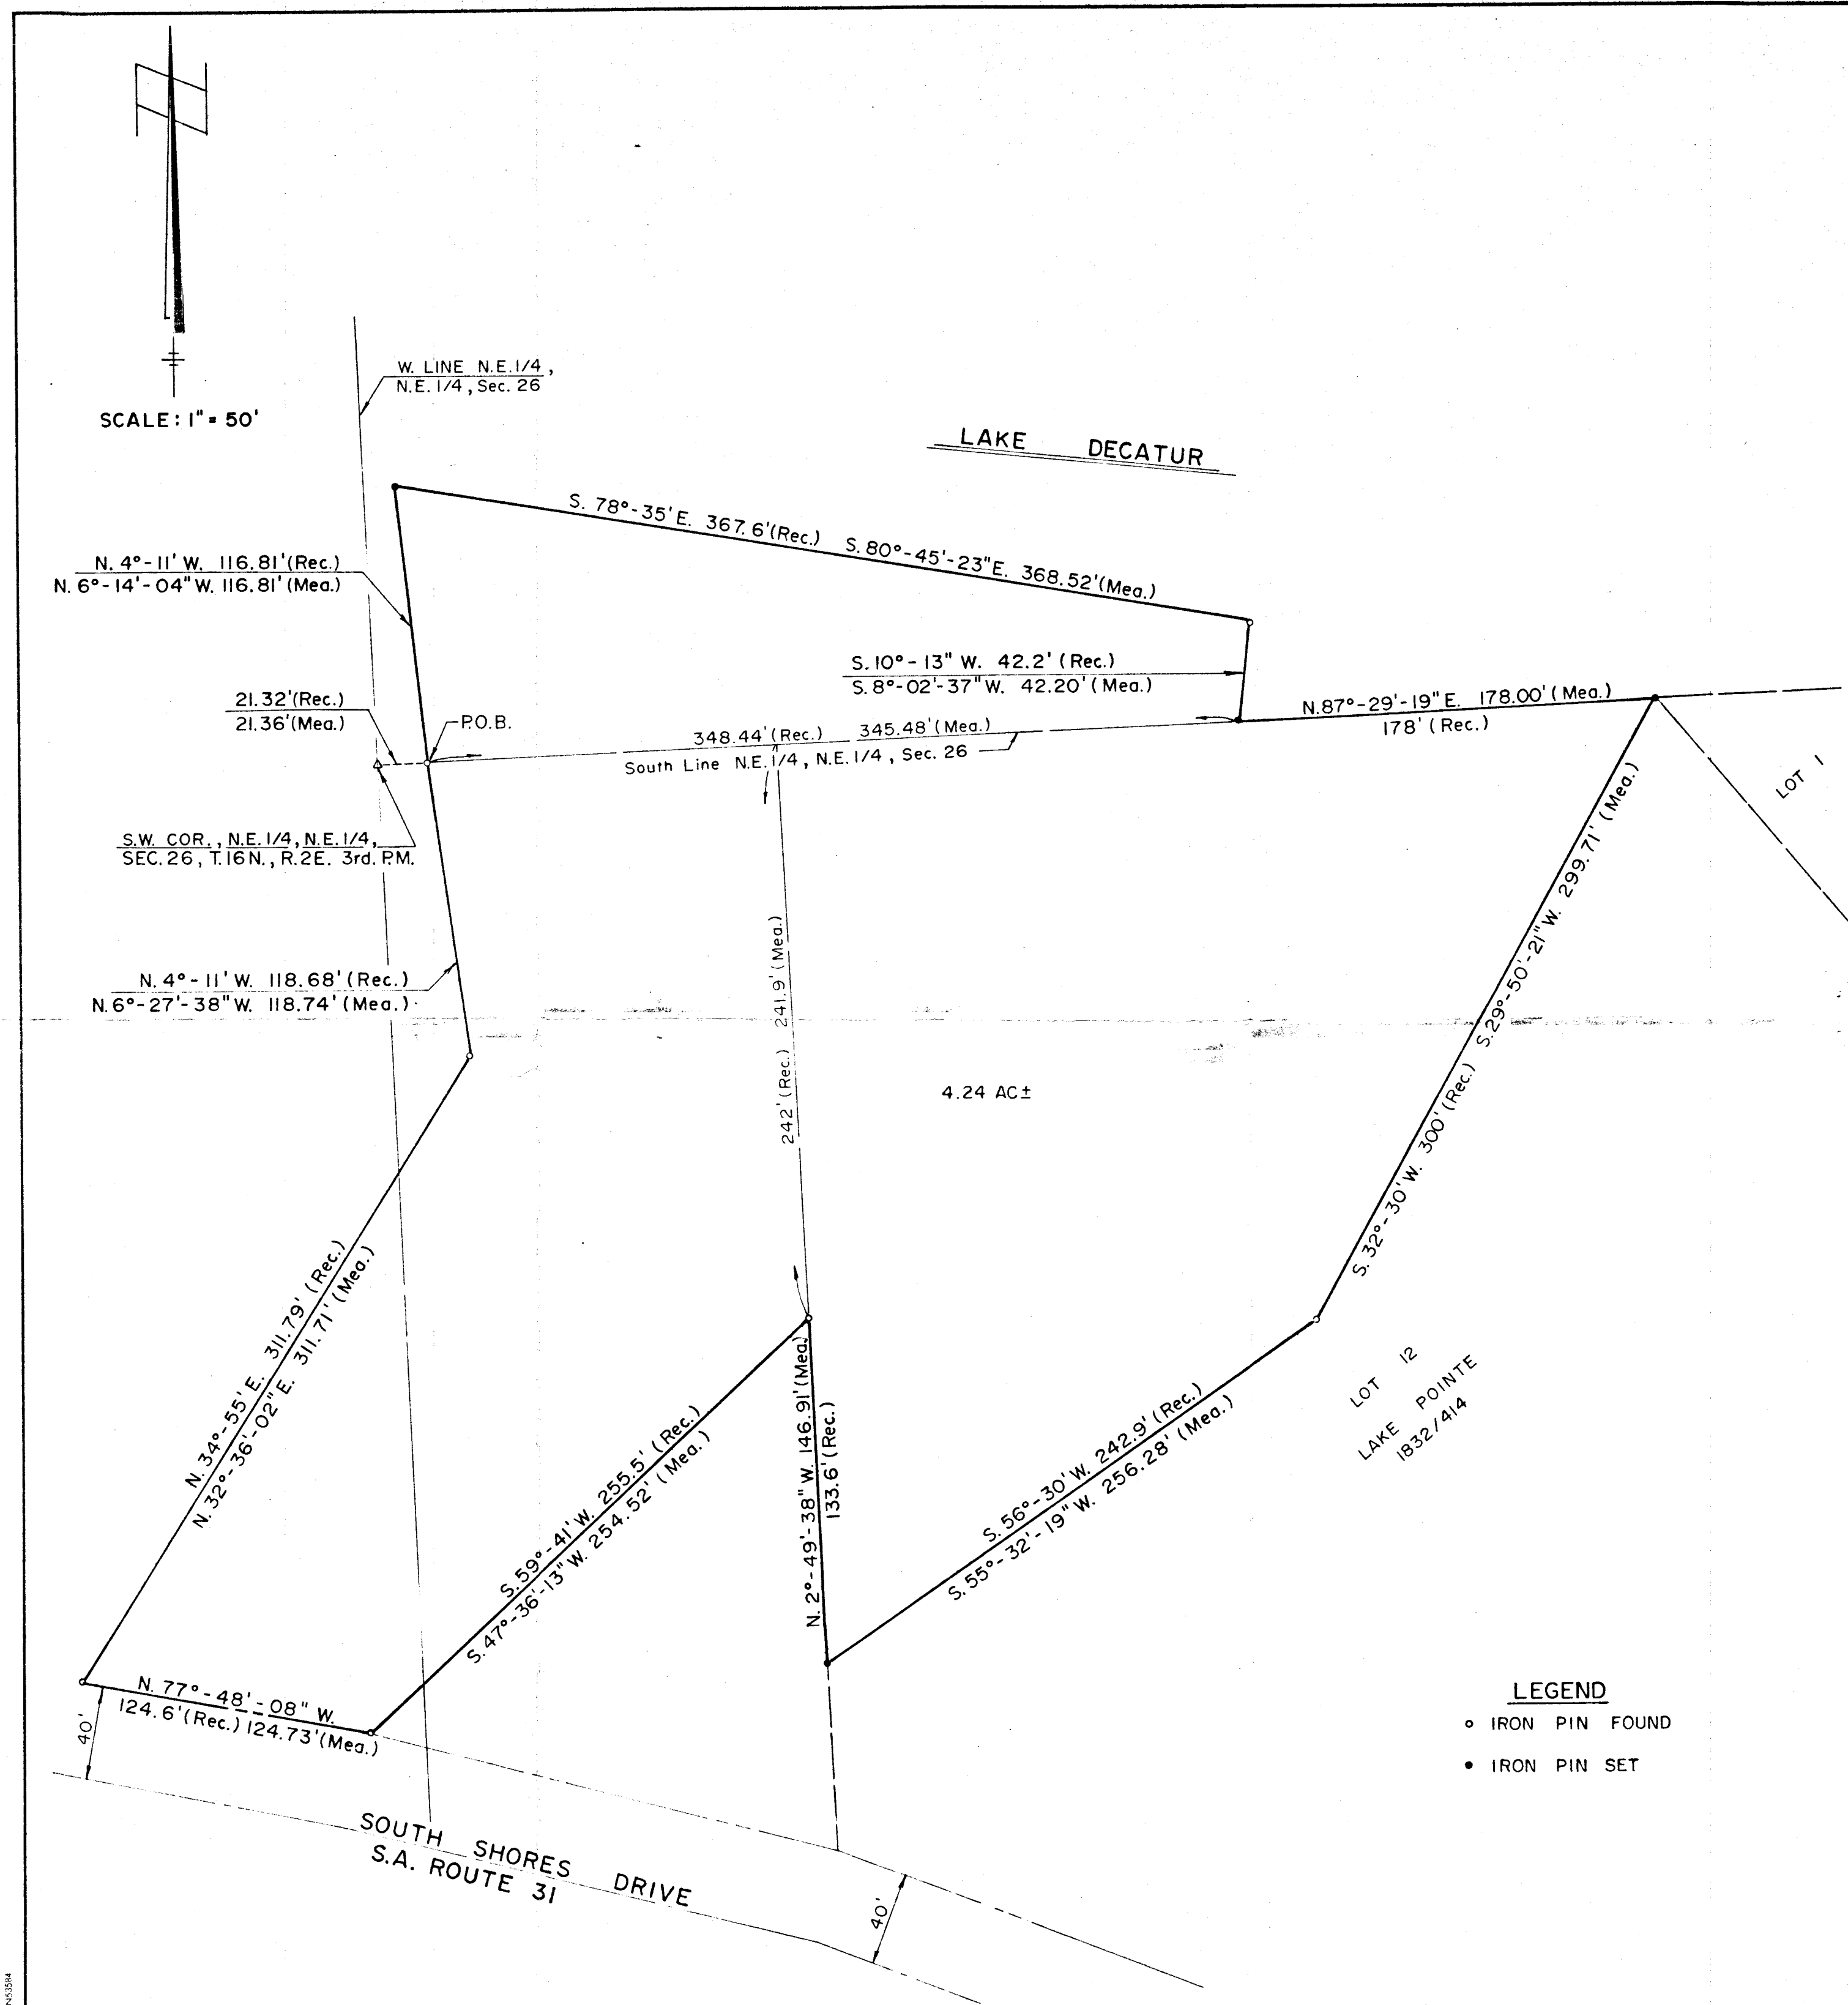 SCALE: 1" = 50'
W. LINE N.E. 1/4,
N.E. 1/4, Sec. 26
LAKE DECATUR
S. 78°-35' E. 367.6' (Rec.) S. 80°-45'-23" E. 368.52' (Mea.)
N. 4°-11' W. 116.81' (Rec.)
N. 6°-14'-04" W. 116.81' (Mea.)
S. 10°-13" W. 42.2' (Rec.)
S. 8°-02'-37" W. 42.20' (Mea.)
N. 87°-29'-19" E. 178.00' (Mea.)
178' (Rec.)
21.32' (Rec.)
21.36' (Mea.)
P.O.B.
348.44' (Rec.) 345.48' (Mea.)
South Line N.E. 1/4, N.E. 1/4, Sec. 26
LOT 1
S.W. COR., N.E. 1/4, N.E. 1/4,
SEC. 26, T. 16 N., R. 2 E. 3rd. P.M.
N. 4°-11' W. 118.68' (Rec.)
N. 6°-27'-38" W. 118.74' (Mea.)
242' (Rec.) 241.9' (Mea.)
4.24 AC±
S. 32°-30' W. 300' (Rec.) S. 29°-50'-21" W. 299.71' (Mea.)
N. 34°-55' E. 311.79' (Rec.)
N. 32°-36'-02" E. 311.71' (Mea.)
S. 59°-41' W. 255.5' (Rec.)
S. 47°-36'-13" W. 254.52' (Mea.)
N. 2°-49'-38" W. 146.91' (Mea.)
133.6' (Rec.)
S. 56°-30' W. 242.9' (Rec.)
S. 55°-32'-19" W. 256.28' (Mea.)
LOT 12
LAKE POINTE
1832/414
N. 77°-48'-08" W.
124.6' (Rec.) 124.73' (Mea.)
40'
LEGEND
IRON PIN FOUND
IRON PIN SET
SOUTH SHORES DRIVE
S.A. ROUTE 31
40'
N53584